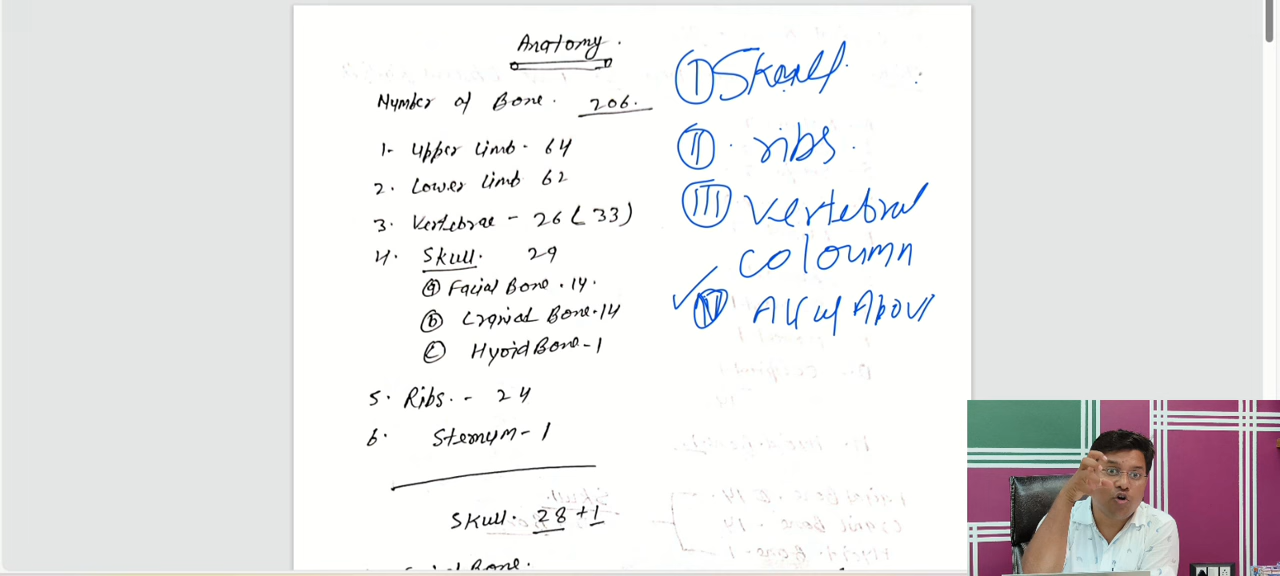 Anatomy.
Number of Bone. 206.
1. Upper limb. 64
2. Lower limb 62
3. Vertebrae - 26 (33)
4. Skull. 29
(a) Facial Bone. 14.
(b) Cranial Bone. 14
(c) Hyoid Bone - 1
5. Ribs. - 24
6. Sternum - 1
Skull. 28 + 1
Bone.
I Skull.
II . ribs.
III Vertebral
coloumn
✓ IV All of Above